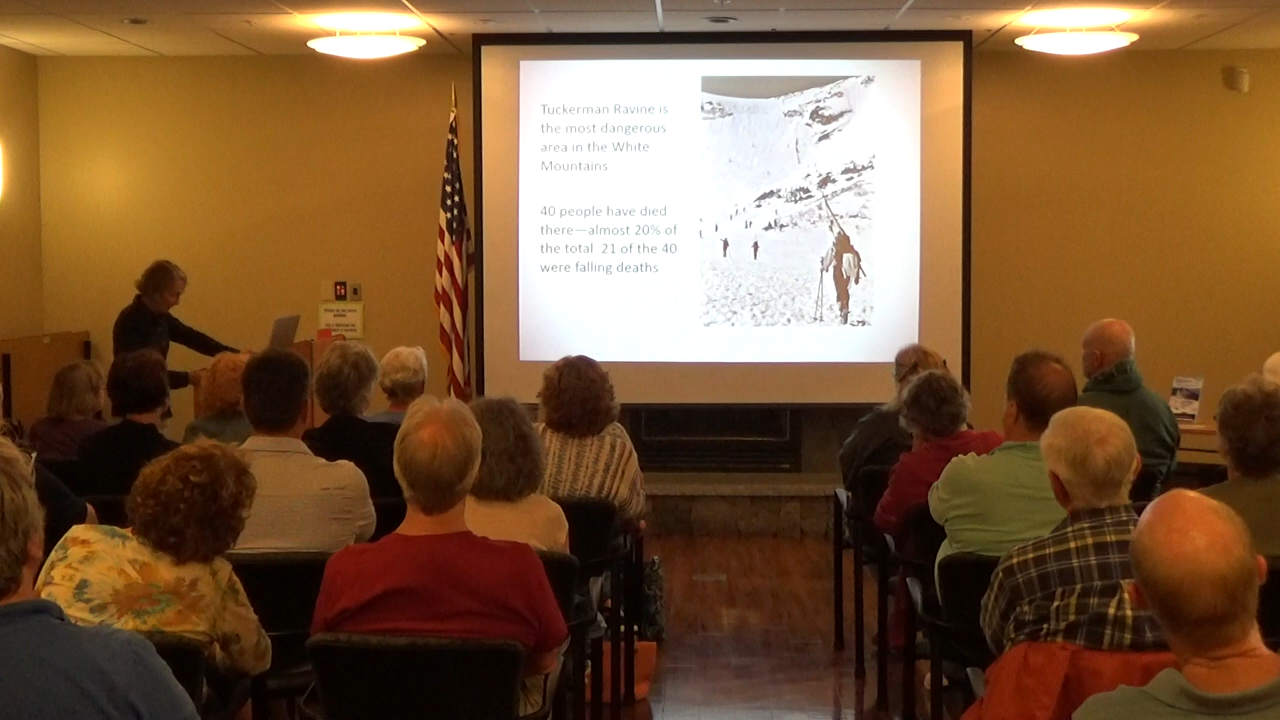 Tuckerman Ravine is
the most dangerous
area in the White
Mountains
40 people have died
there—almost 20% of
the total 21 of the 40
were falling deaths